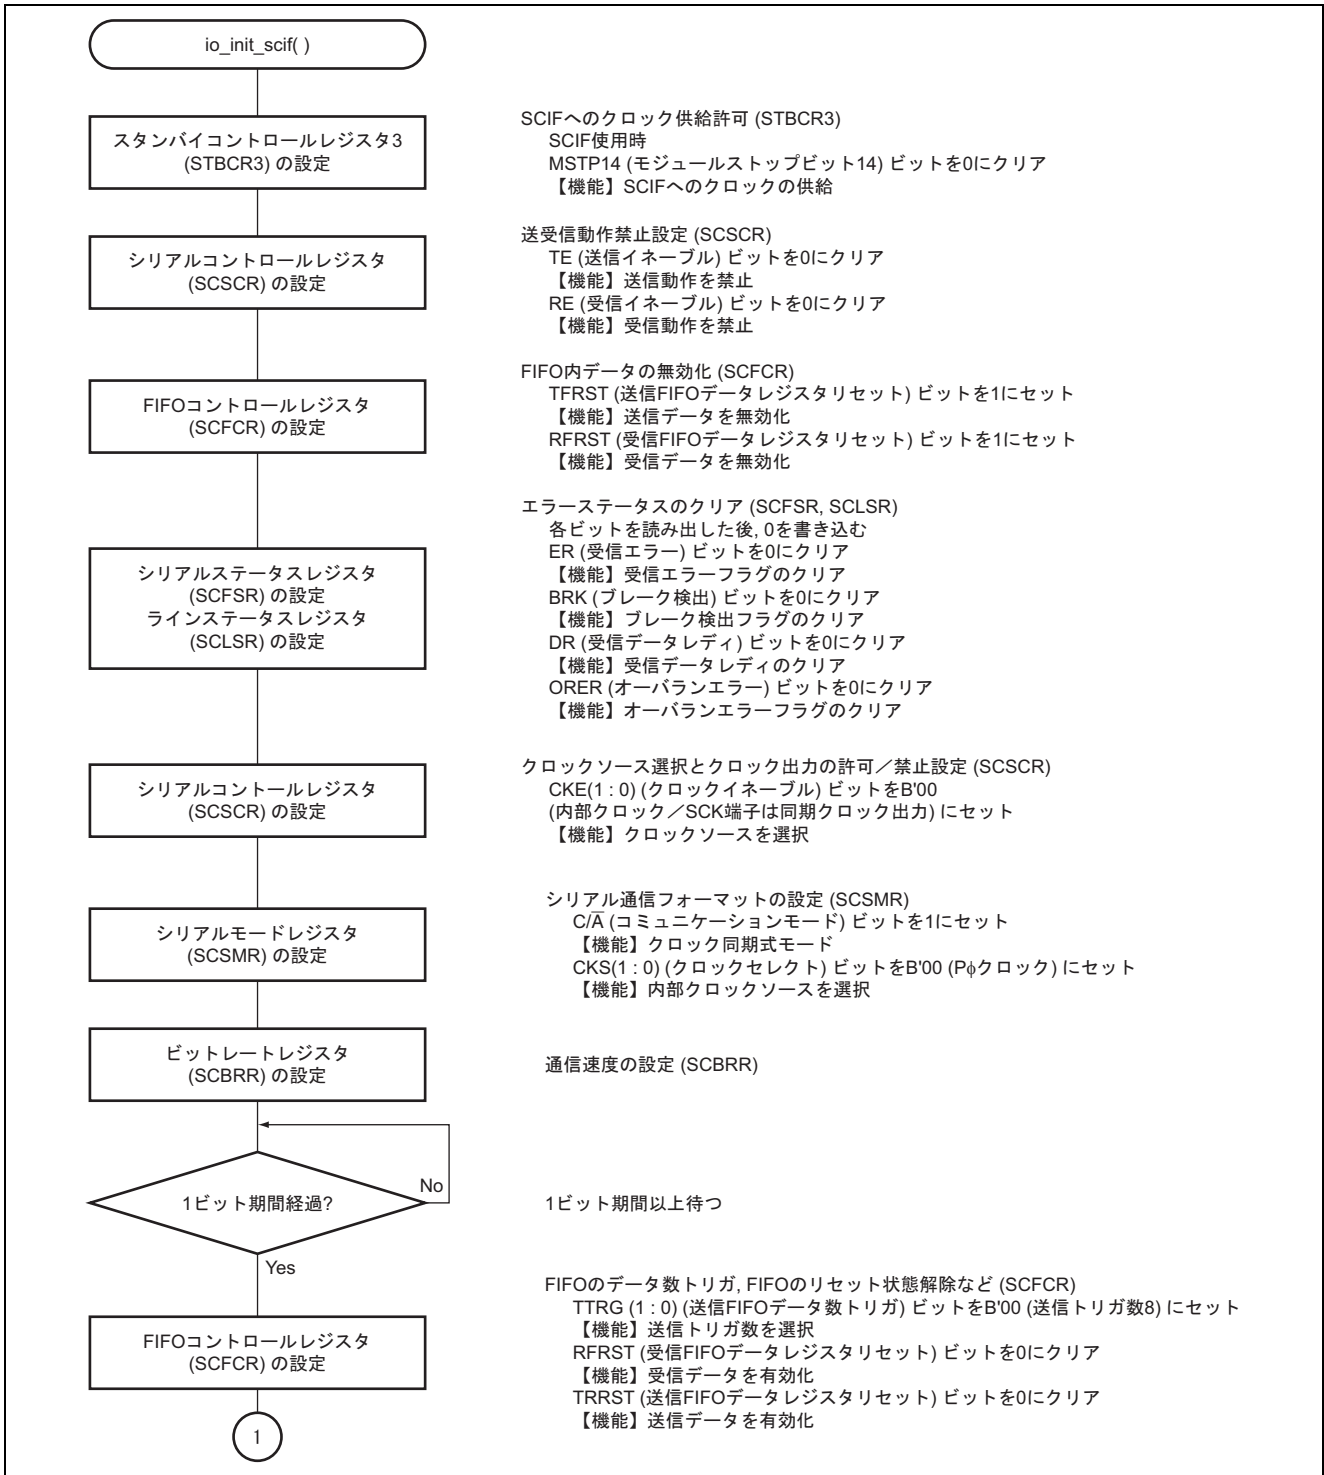 io_init_scif( )
スタンバイコントロールレジスタ3
(STBCR3) の設定
SCIFへのクロック供給許可 (STBCR3)
SCIF使用時
MSTP14 (モジュールストップビット14) ビットを0にクリア
【機能】SCIFへのクロックの供給
シリアルコントロールレジスタ
(SCSCR) の設定
送受信動作禁止設定 (SCSCR)
TE (送信イネーブル) ビットを0にクリア
【機能】送信動作を禁止
RE (受信イネーブル) ビットを0にクリア
【機能】受信動作を禁止
FIFOコントロールレジスタ
(SCFCR) の設定
FIFO内データの無効化 (SCFCR)
TFRST (送信FIFOデータレジスタリセット) ビットを1にセット
【機能】送信データを無効化
RFRST (受信FIFOデータレジスタリセット) ビットを1にセット
【機能】受信データを無効化
シリアルステータスレジスタ
(SCFSR) の設定
ラインステータスレジスタ
(SCLSR) の設定
エラーステータスのクリア (SCFSR, SCLSR)
各ビットを読み出した後, 0を書き込む
ER (受信エラー) ビットを0にクリア
【機能】受信エラーフラグのクリア
BRK (ブレーク検出) ビットを0にクリア
【機能】ブレーク検出フラグのクリア
DR (受信データレディ) ビットを0にクリア
【機能】受信データレディのクリア
ORER (オーバランエラー) ビットを0にクリア
【機能】オーバランエラーフラグのクリア
シリアルコントールレジスタ
(SCSCR) の設定
クロックソース選択とクロック出力の許可／禁止設定 (SCSCR)
CKE(1 : 0) (クロックイネーブル) ビットをB'00
(内部クロック／SCK端子は同期クロック出力) にセット
【機能】クロックソースを選択
シリアルモードレジスタ
(SCSMR) の設定
シリアル通信フォーマットの設定 (SCSMR)
C/A̅ (コミュニケーションモード) ビットを1にセット
【機能】クロック同期式モード
CKS(1 : 0) (クロックセレクト) ビットをB'00 (Pφクロック) にセット
【機能】内部クロックソースを選択
ビットレートレジスタ
(SCBRR) の設定
通信速度の設定 (SCBRR)
1ビット期間経過?
No
Yes
1ビット期間以上待つ
FIFOコントロールレジスタ
(SCFCR) の設定
FIFOのデータ数トリガ, FIFOのリセット状態解除など (SCFCR)
TTRG (1 : 0) (送信FIFOデータ数トリガ) ビットをB'00 (送信トリガ数8) にセット
【機能】送信トリガ数を選択
RFRST (受信FIFOデータレジスタリセット) ビットを0にクリア
【機能】受信データを有効化
TRRST (送信FIFOデータレジスタリセット) ビットを0にクリア
【機能】送信データを有効化
1